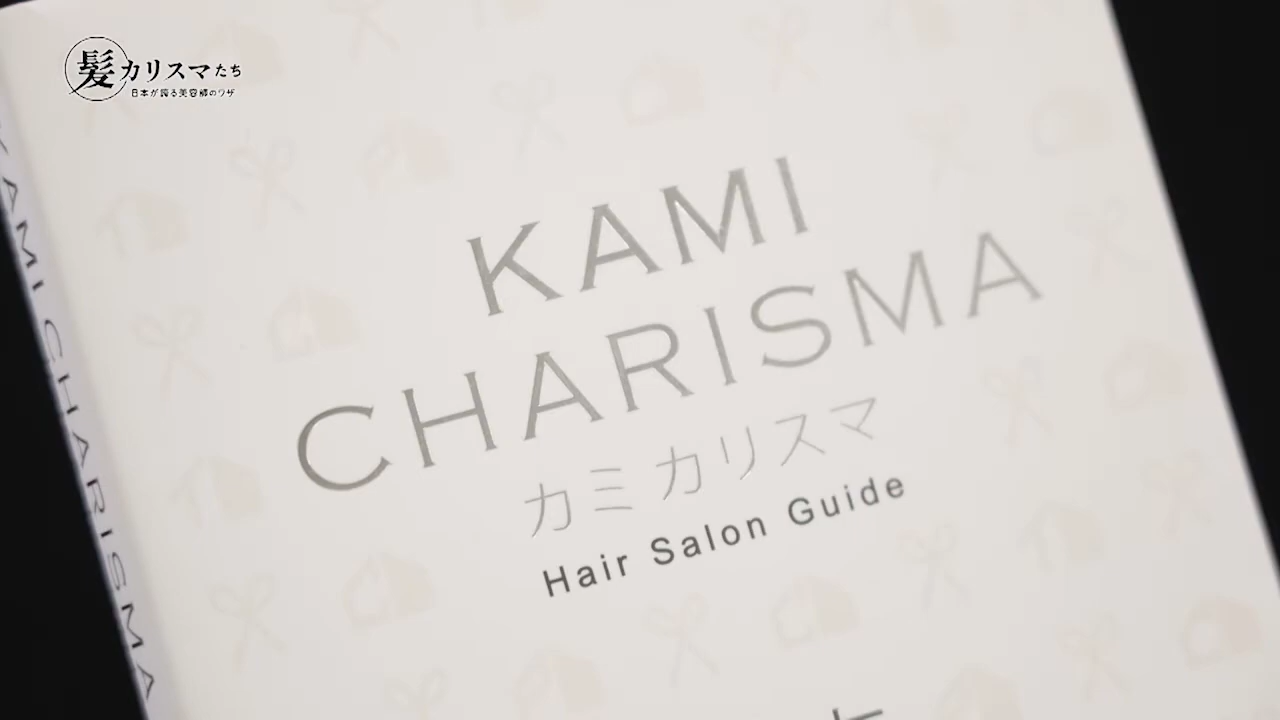 髪カリスマたち
日本が誇る美容師のワザ
KAMI
CHARISMA
カミカリスマ
Hair Salon Guide
KAMI CHARISMA